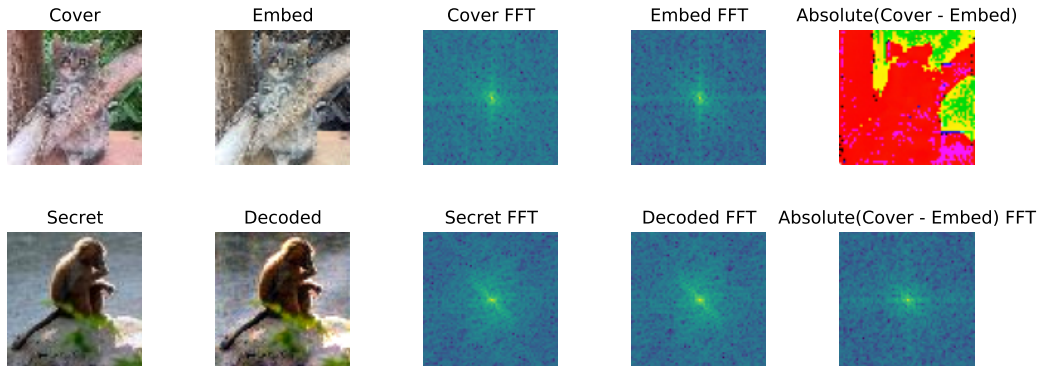 Cover Embed Cover FFT Embed FFT Absolute(Cover - Embed)
Secret Decoded Secret FFT Decoded FFT Absolute(Cover - Embed) FFT